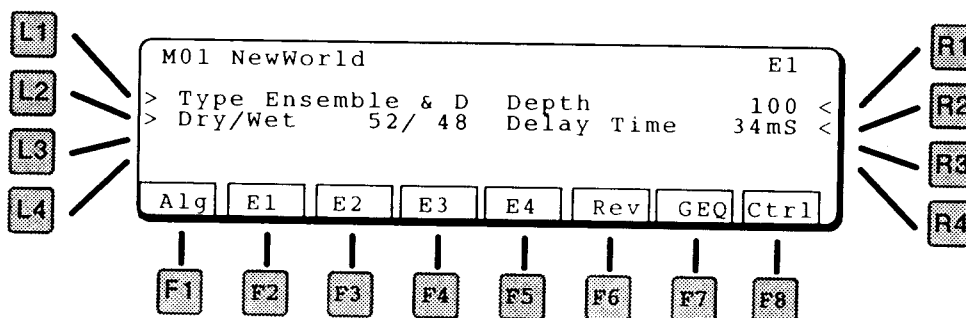 L1
L2
L3
L4
M01 NewWorld E1
> Type Ensemble & D Depth 100 <
> Dry/Wet 52/ 48 Delay Time 34mS <
Alg E1 E2 E3 E4 Rev GEQ Ctrl
R1
R2
R3
R4
F1 F2 F3 F4 F5 F6 F7 F8